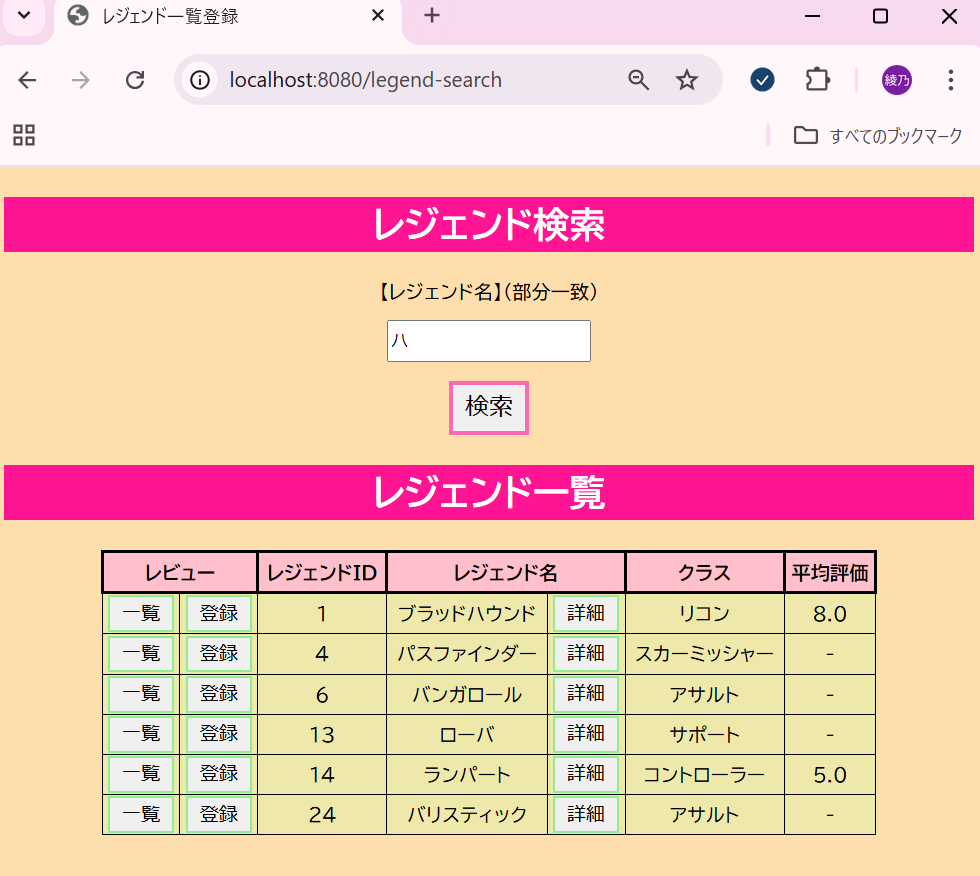 レジェンド一覧登録
localhost:8080/legend-search
綾乃
すべてのブックマーク
レジェンド検索
【レジェンド名】(部分一致)
ハ
検索
レジェンド一覧
レビュー レジェンドID レジェンド名 クラス 平均評価
一覧 登録 1 ブラッドハウンド 詳細 リコン 8.0
一覧 登録 4 パスファインダー 詳細 スカーミッシャー -
一覧 登録 6 バンガロール 詳細 アサルト -
一覧 登録 13 ローバ 詳細 サポート -
一覧 登録 14 ランパート 詳細 コントローラー 5.0
一覧 登録 24 バリスティック 詳細 アサルト -